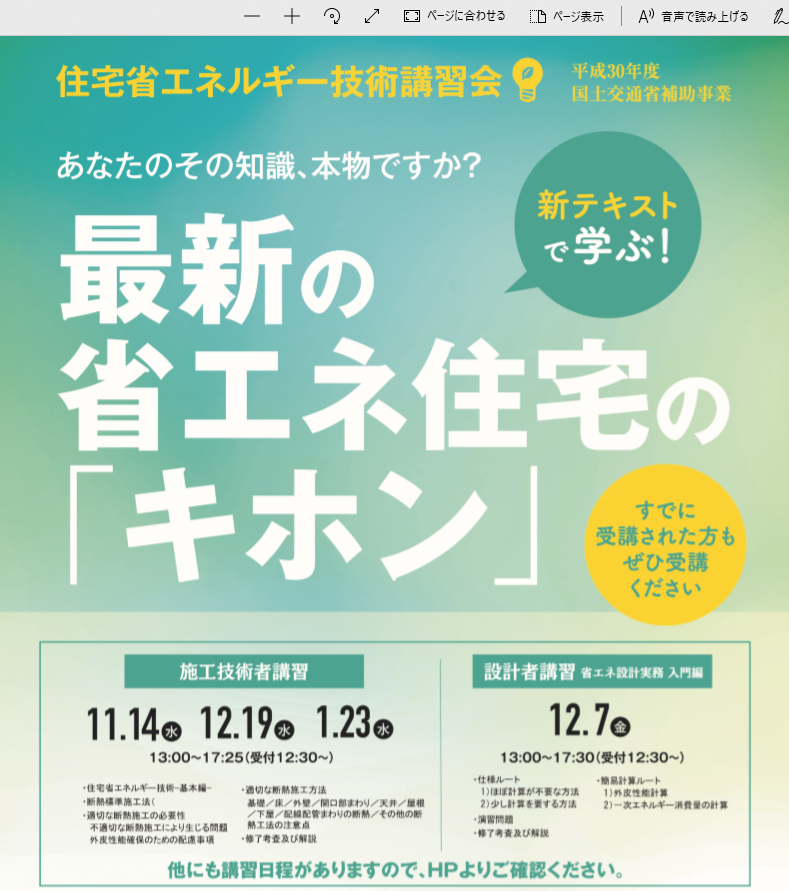 ページに合わせる
ページ表示
音声で読み上げる
住宅省エネルギー技術講習会
平成30年度
国土交通省補助事業
あなたのその知識、本物ですか?
新テキスト
で学ぶ!
最新の
省エネ住宅の
「キホン」
すでに
受講された方も
ぜひ受講
ください
施工技術者講習
11.14水 12.19水 1.23水
13:00〜17:25(受付12:30〜)
・住宅省エネルギー技術-基本編-
・断熱標準施工法(
・適切な断熱施工の必要性
不適切な断熱施工により生じる問題
外皮性能確保のための配慮事項
・適切な断熱施工方法
基礎/床/外壁/開口部まわり/天井/屋根
/下屋/配線配管まわりの断熱/その他の断
熱工法の注意点
・修了考査及び解説
設計者講習 省エネ設計実務 入門編
12.7金
13:00〜17:30(受付12:30〜)
・仕様ルート
1)ほぼ計算が不要な方法
2)少し計算を要する方法
・演習問題
・修了考査及び解説
・簡易計算ルート
1)外皮性能計算
2)一次エネルギー消費量の計算
他にも講習日程がありますので、HPよりご確認ください。